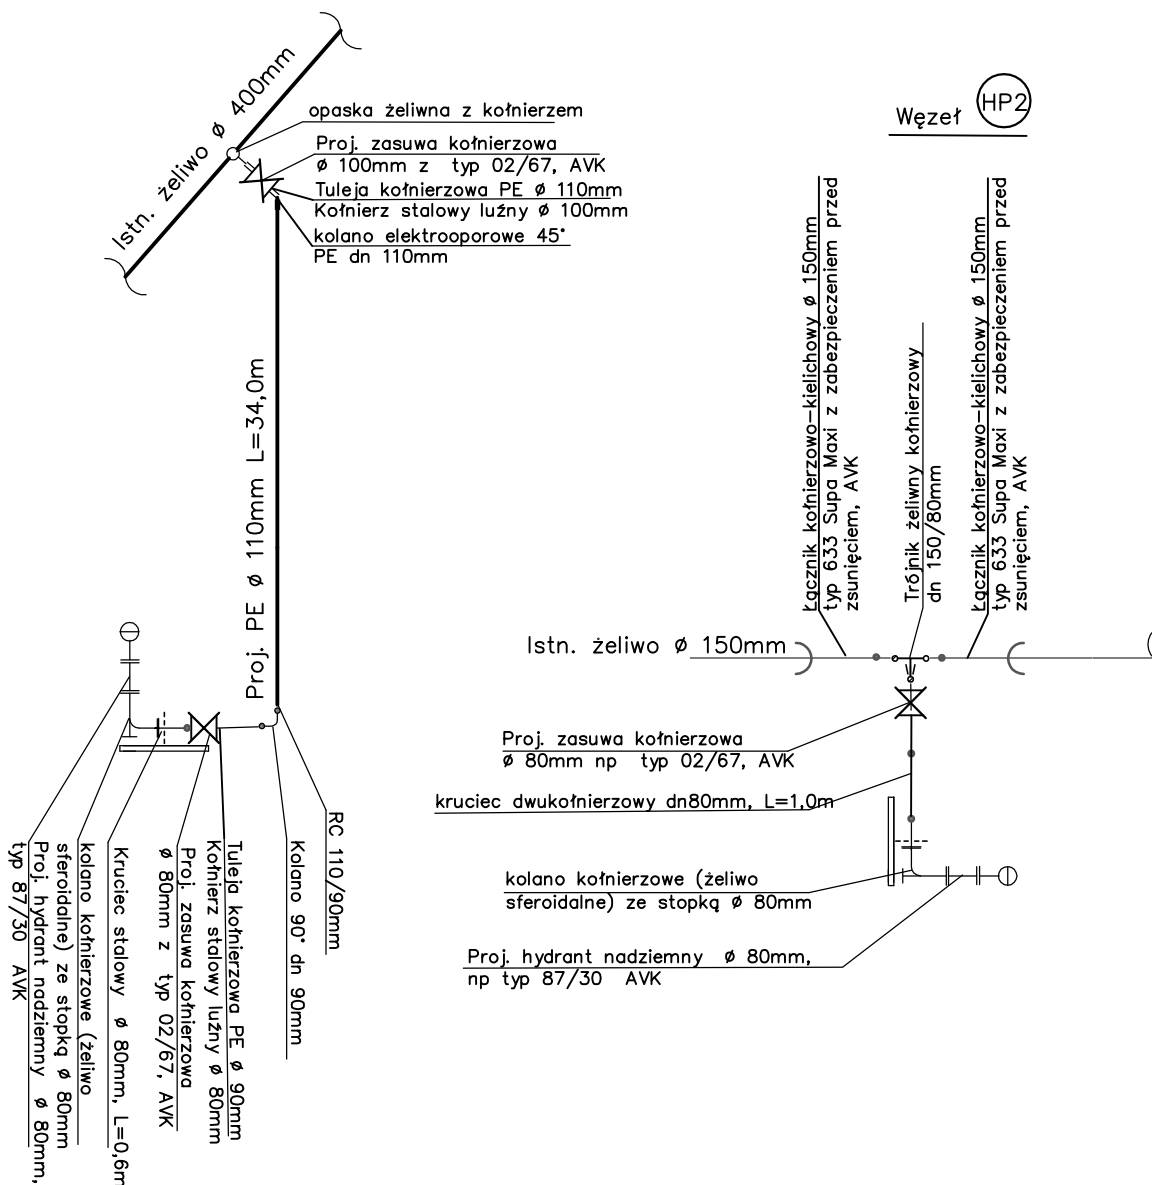 Istn. żeliwo ø 400mm
opaska żeliwna z kołnierzem
Proj. zasuwa kołnierzowa
ø 100mm z typ 02/67, AVK
Tuleja kołnierzowa PE ø 110mm
Kołnierz stalowy luźny ø 100mm
kolano elektrooporowe 45°
PE dn 110mm
Proj. PE ø 110mm L=34,0m
RC 110/90mm
Kolano 90° dn 90mm
Tuleja kołnierzowa PE ø 90mm
Kołnierz stalowy luźny ø 80mm
Proj. zasuwa kołnierzowa
ø 80mm z typ 02/67, AVK
Kruciec stalowy ø 80mm, L=0,6m
kolano kołnierzowe (żeliwo
sferoidalne) ze stopką ø 80mm
Proj. hydrant nadziemny ø 80mm,
typ 87/30 AVK
Węzeł HP2
Łącznik kołnierzowo-kielichowy ø 150mm
typ 633 Supa Maxi z zabezpieczeniem przed
zsunięciem, AVK
Trójnik żeliwny kołnierzowy
dn 150/80mm
Łącznik kołnierzowo-kielichowy ø 150mm
typ 633 Supa Maxi z zabezpieczeniem przed
zsunięciem, AVK
Istn. żeliwo ø 150mm
Proj. zasuwa kołnierzowa
ø 80mm np typ 02/67, AVK
kruciec dwukołnierzowy dn80mm, L=1,0m
kolano kołnierzowe (żeliwo
sferoidalne) ze stopką ø 80mm
Proj. hydrant nadziemny ø 80mm,
np typ 87/30 AVK